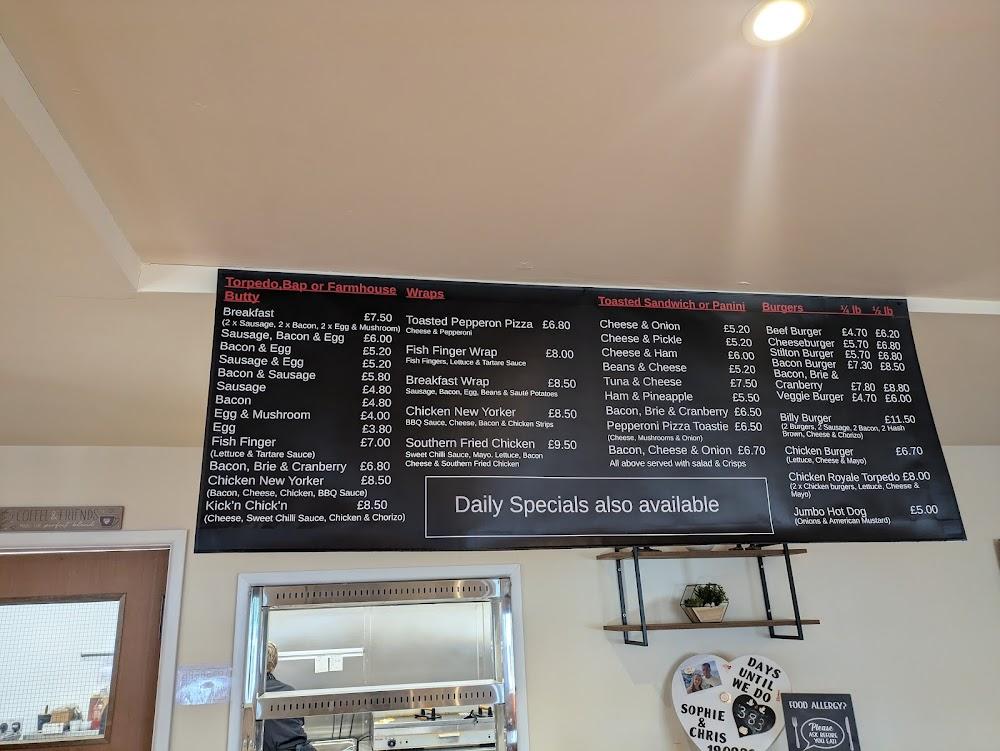 Torpedo,Bap or Farmhouse
Butty
Breakfast £7.50
(2 x Sausage, 2 x Bacon, 2 x Egg & Mushroom)
Sausage, Bacon & Egg £6.00
Bacon & Egg £5.20
Sausage & Egg £5.20
Bacon & Sausage £5.80
Sausage £4.80
Bacon £4.80
Egg & Mushroom £4.00
Egg £3.80
Fish Finger £7.00
(Lettuce & Tartare Sauce)
Bacon, Brie & Cranberry £6.80
Chicken New Yorker £8.50
(Bacon, Cheese, Chicken, BBQ Sauce)
Kick'n Chick'n £8.50
(Cheese, Sweet Chilli Sauce, Chicken & Chorizo)
Wraps
Toasted Pepperon Pizza £6.80
Cheese & Pepperoni
Fish Finger Wrap £8.00
Fish Fingers, Lettuce & Tartare Sauce
Breakfast Wrap £8.50
Sausage, Bacon, Egg, Beans & Sauté Potatoes
Chicken New Yorker £8.50
BBQ Sauce, Cheese, Bacon & Chicken Strips
Southern Fried Chicken £9.50
Sweet Chilli Sauce, Mayo, Lettuce, Bacon
Cheese & Southern Fried Chicken
Toasted Sandwich or Panini
Cheese & Onion £5.20
Cheese & Pickle £5.20
Cheese & Ham £6.00
Beans & Cheese £5.20
Tuna & Cheese £7.50
Ham & Pineapple £5.50
Bacon, Brie & Cranberry £6.50
Pepperoni Pizza Toastie £6.50
(Cheese, Mushrooms & Onion)
Bacon, Cheese & Onion £6.70
All above served with salad & Crisps
Burgers ¼ lb ½ lb
Beef Burger £4.70 £6.20
Cheeseburger £5.70 £6.80
Stilton Burger £5.70 £6.80
Bacon Burger £7.30 £8.50
Bacon, Brie &
Cranberry £7.80 £8.80
Veggie Burger £4.70 £6.00
Billy Burger £11.50
(2 Burgers, 2 Sausage, 2 Bacon, 2 Hash
Brown, Cheese & Chorizo)
Chicken Burger £6.70
(Lettuce, Cheese & Mayo)
Chicken Royale Torpedo £8.00
(2 x Chicken burgers, Lettuce, Cheese &
Mayo)
Jumbo Hot Dog £5.00
(Onions & American Mustard)
Daily Specials also available
COFFEE & FRIENDS
DAYS
UNTIL
WE DO
383
SOPHIE
& CHRIS
FOOD ALLERGY?
Please
ASK BEFORE
YOU EAT